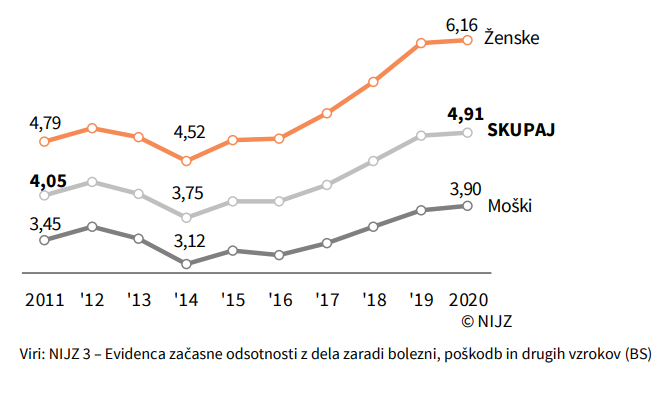 6,16
Ženske
4,79
4,52
4,91
SKUPAJ
4,05
3,75
3,90
Moški
3,45
3,12
2011 '12 '13 '14 '15 '16 '17 '18 '19 2020
© NIJZ
Viri: NIJZ 3 – Evidenca začasne odsotnosti z dela zaradi bolezni, poškodb in drugih vzrokov (BS)